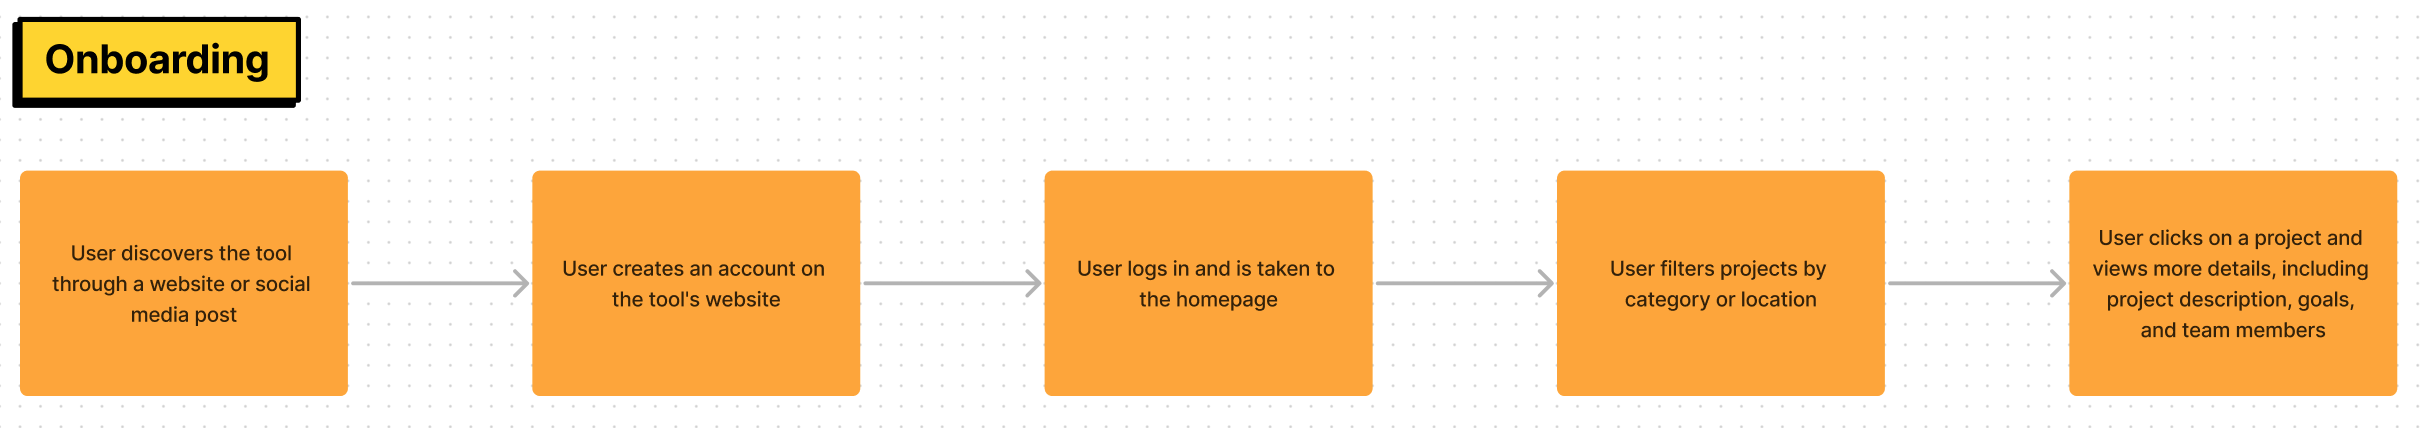 Onboarding
User discovers the tool
through a website or social
media post
User creates an account on
the tool's website
User logs in and is taken to
the homepage
User filters projects by
category or location
User clicks on a project and
views more details, including
project description, goals,
and team members